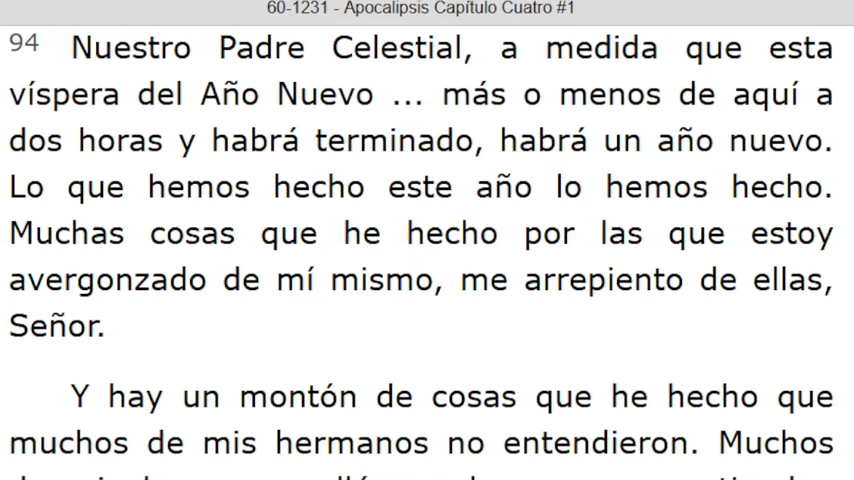 60-1231 - Apocalipsis Capítulo Cuatro #1
94 Nuestro Padre Celestial, a medida que esta
víspera del Año Nuevo ... más o menos de aquí a
dos horas y habrá terminado, habrá un año nuevo.
Lo que hemos hecho este año lo hemos hecho.
Muchas cosas que he hecho por las que estoy
avergonzado de mí mismo, me arrepiento de ellas,
Señor.
Y hay un montón de cosas que he hecho que
muchos de mis hermanos no entendieron. Muchos